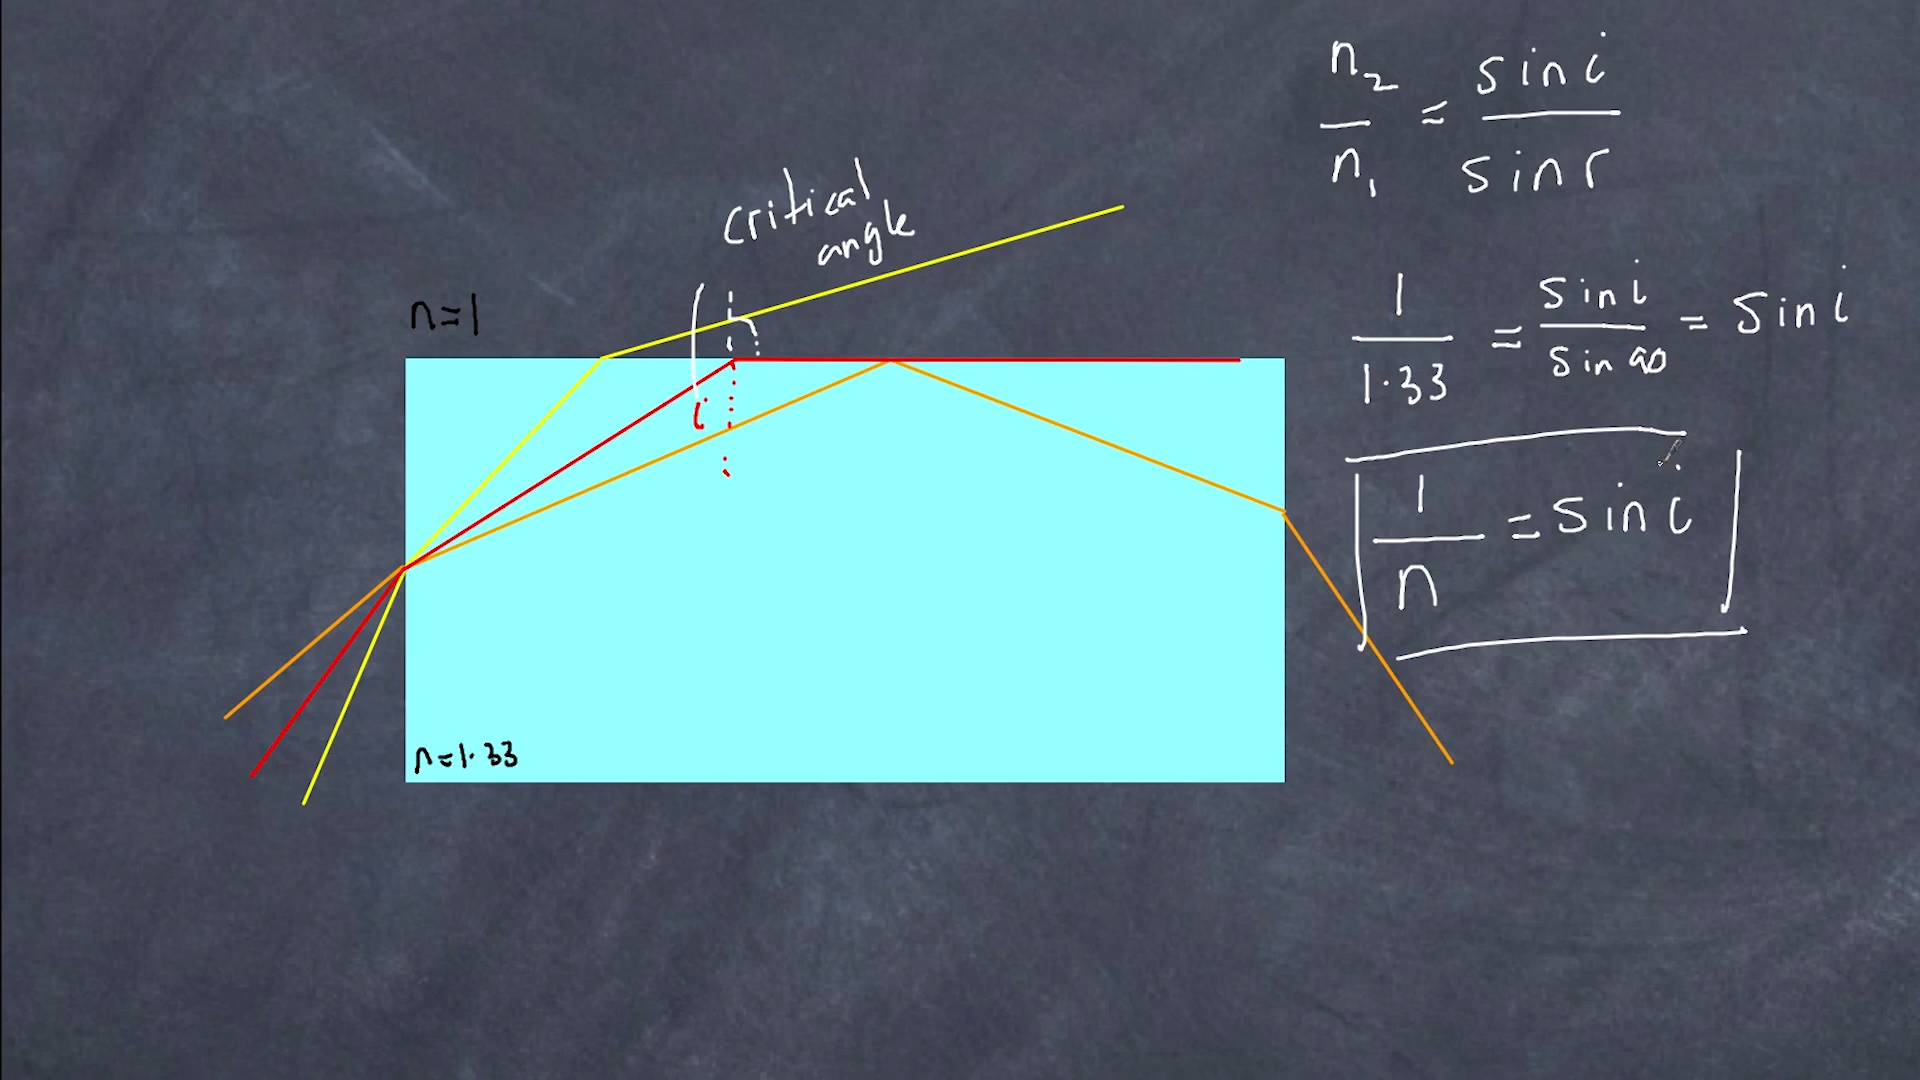 critical
angle
n=1
i
n=1.33
n₂/n₁ = sin i/sin r
1/1.33 = sin i/sin 90 = sin i
1/n = sin i